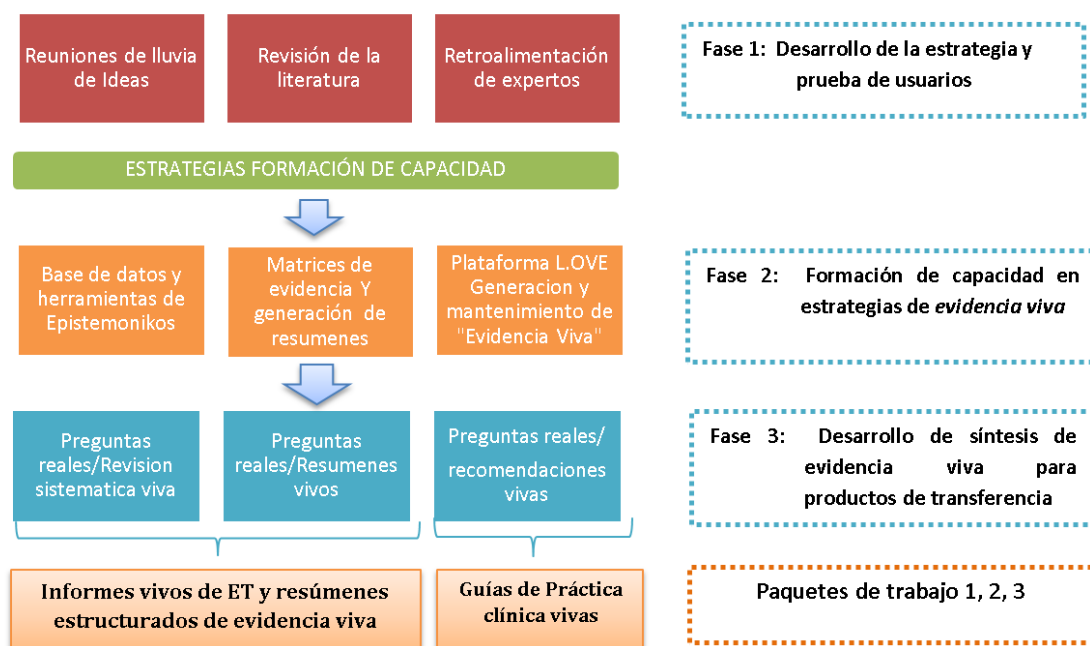 Reuniones de lluvia
de Ideas
Revisión de la
literatura
Retroalimentación
de expertos
Fase 1: Desarrollo de la estrategia y
prueba de usuarios
ESTRATEGIAS FORMACIÓN DE CAPACIDAD
Base de datos y
herramientas de
Epistemonikos
Matrices de
evidencia Y
generación de
resumenes
Plataforma L.OVE
Generacion y
mantenimiento de
"Evidencia Viva"
Fase 2: Formación de capacidad en
estrategias de evidencia viva
Preguntas
reales/Revision
sistematica viva
Preguntas
reales/Resumenes
vivos
Preguntas reales/
recomendaciones
vivas
Fase 3: Desarrollo de síntesis de
evidencia viva para
productos de transferencia
Informes vivos de ET y resúmenes
estructurados de evidencia viva
Guías de Práctica
clínica vivas
Paquetes de trabajo 1, 2, 3